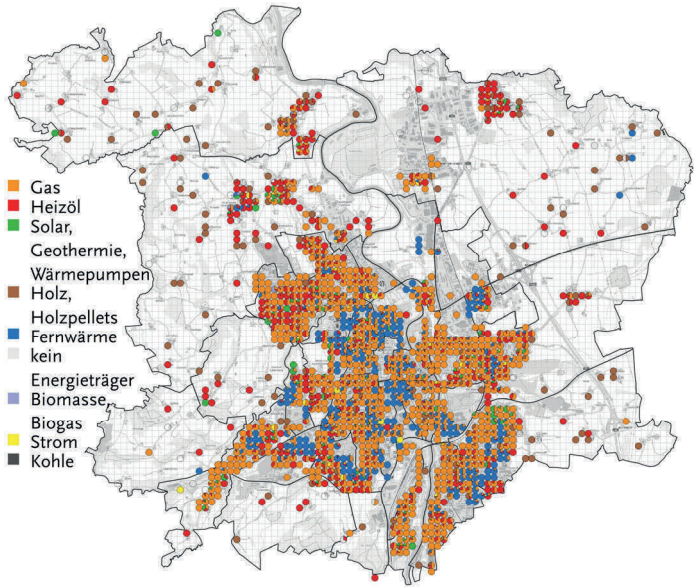 Gas
Heizöl
Solar,
Geothermie,
Wärmepumpen
Holz,
Holzpellets
Fernwärme
kein
Energieträger
Biomasse,
Biogas
Strom
Kohle